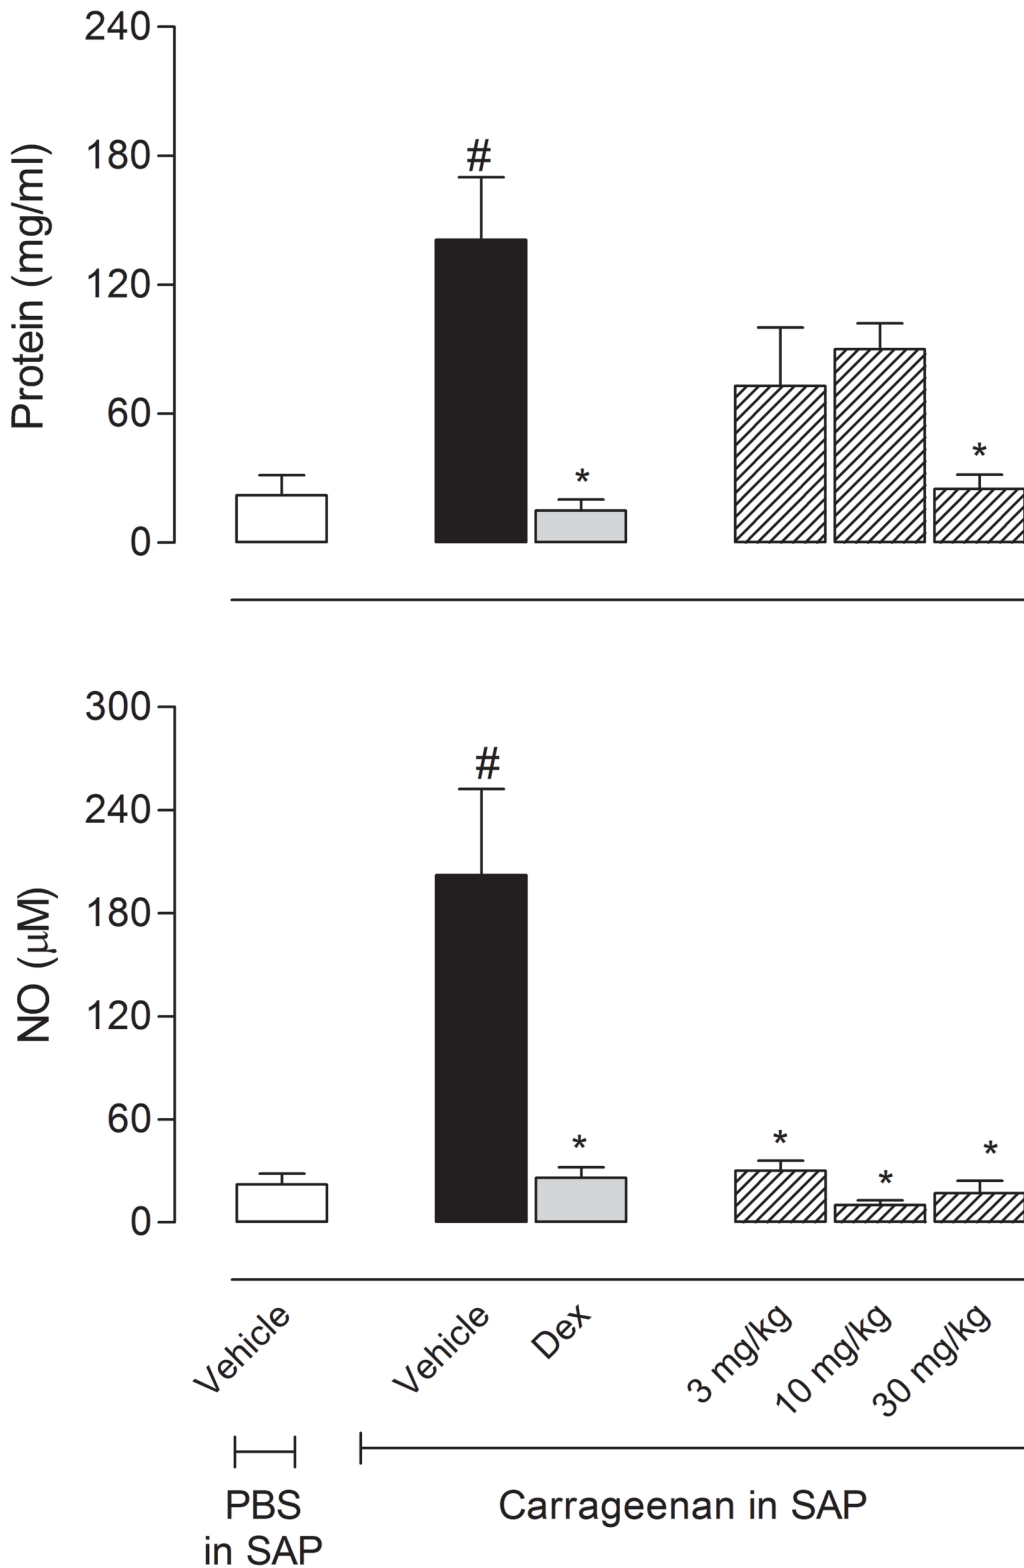 240
180
120
60
0
Protein (mg/ml)
#
*
*
300
240
180
120
60
0
NO (μM)
#
*
*
*
*
Vehicle
Vehicle
Dex
3 mg/kg
10 mg/kg
30 mg/kg
PBS
in SAP
Carrageenan in SAP